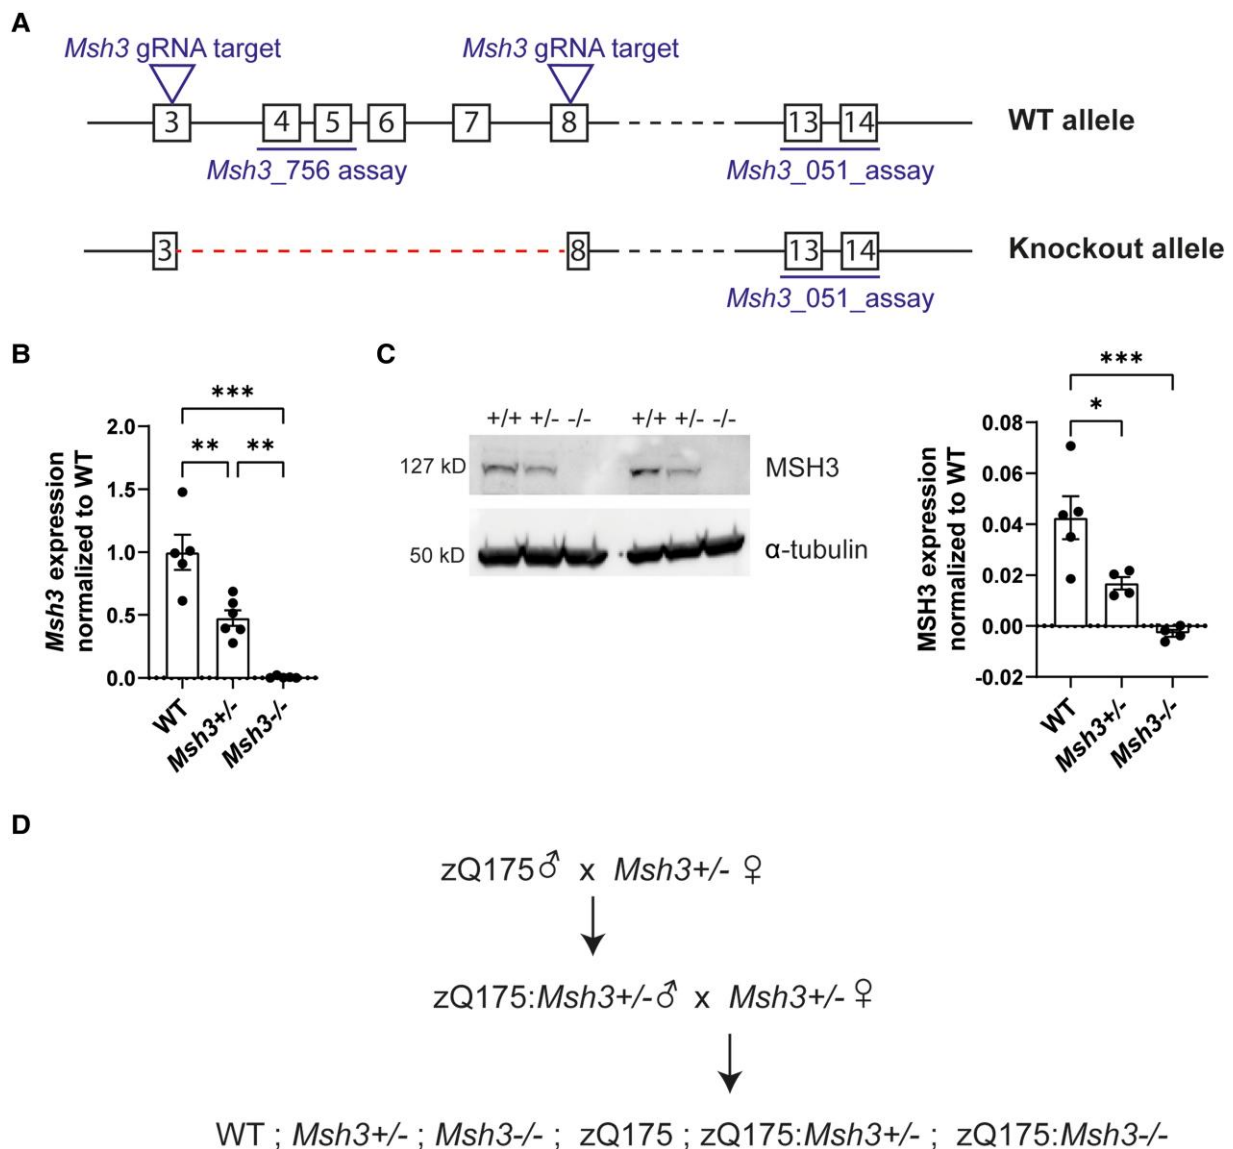 A
Msh3 gRNA target Msh3 gRNA target
3 4 5 6 7 8 13 14 WT allele
Msh3_756 assay Msh3_051_assay
3 8 13 14 Knockout allele
Msh3_051_assay
B
***
** **
2.0
1.5
1.0
0.5
0.0
Msh3 expression
normalized to WT
WT
Msh3+/-
Msh3-/-
C
+/+ +/- -/- +/+ +/- -/-
127 kD MSH3
50 kD α-tubulin
***
*
0.08
0.06
0.04
0.02
0.00
-0.02
MSH3 expression
normalized to WT
WT
Msh3+/-
Msh3-/-
D
zQ175♂ x Msh3+/- ♀
zQ175:Msh3+/-♂ x Msh3+/- ♀
WT ; Msh3+/- ; Msh3-/- ; zQ175 ; zQ175:Msh3+/- ; zQ175:Msh3-/-